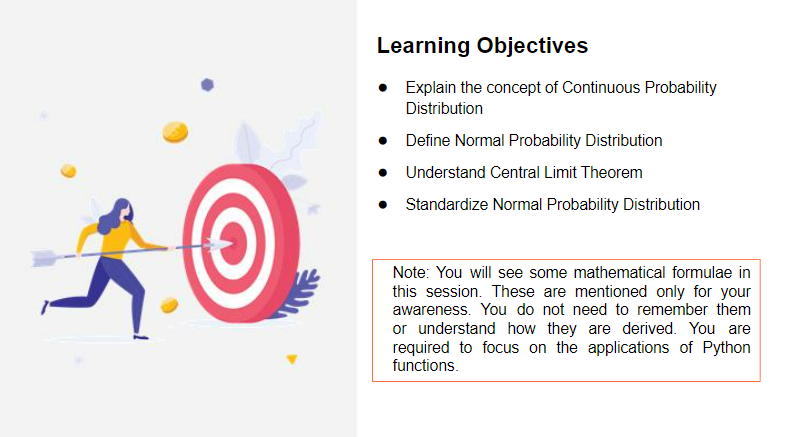 Learning Objectives
● Explain the concept of Continuous Probability
Distribution
● Define Normal Probability Distribution
● Understand Central Limit Theorem
● Standardize Normal Probability Distribution
Note: You will see some mathematical formulae in
this session. These are mentioned only for your
awareness. You do not need to remember them
or understand how they are derived. You are
required to focus on the applications of Python
functions.